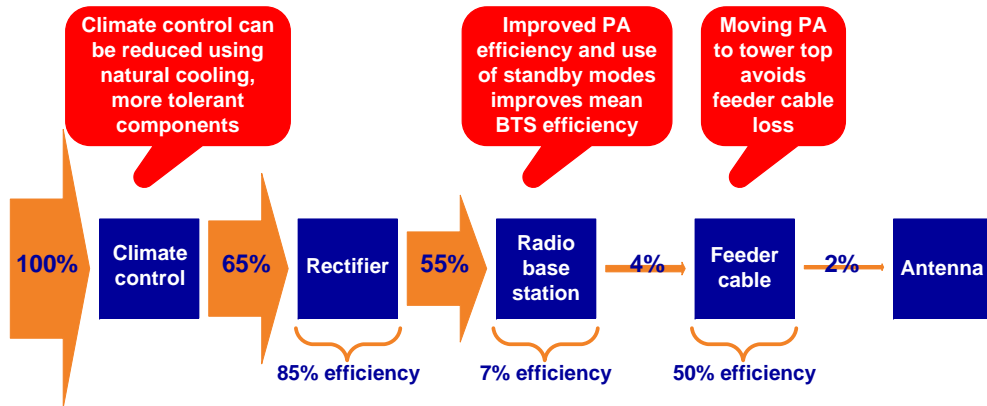 Climate control can
be reduced using
natural cooling,
more tolerant
components
Improved PA
efficiency and use
of standby modes
improves mean
BTS efficiency
Moving PA
to tower top
avoids
feeder cable
loss
100%
Climate
control
65%
Rectifier
55%
Radio
base
station
4%
Feeder
cable
2%
Antenna
85% efficiency
7% efficiency
50% efficiency